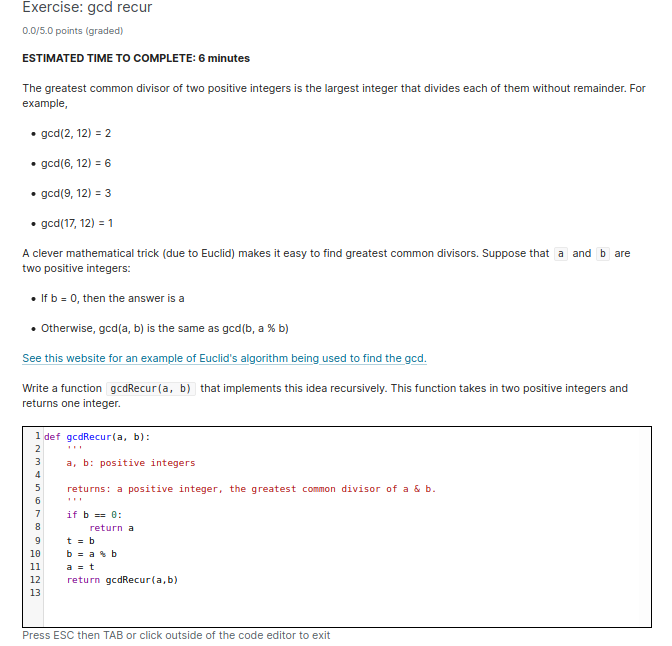 Exercise: gcd recur
0.0/5.0 points (graded)
ESTIMATED TIME TO COMPLETE: 6 minutes
The greatest common divisor of two positive integers is the largest integer that divides each of them without remainder. For
example,
• gcd(2, 12) = 2
• gcd(6, 12) = 6
• gcd(9, 12) = 3
• gcd(17, 12) = 1
A clever mathematical trick (due to Euclid) makes it easy to find greatest common divisors. Suppose that a and b are
two positive integers:
• If b = 0, then the answer is a
• Otherwise, gcd(a, b) is the same as gcd(b, a % b)
See this website for an example of Euclid's algorithm being used to find the gcd.
Write a function gcdRecur(a, b) that implements this idea recursively. This function takes in two positive integers and
returns one integer.
1 def gcdRecur(a, b):
2     '''
3     a, b: positive integers
4
5     returns: a positive integer, the greatest common divisor of a & b.
6     '''
7     if b == 0:
8         return a
9     t = b
10     b = a % b
11     a = t
12     return gcdRecur(a,b)
13
Press ESC then TAB or click outside of the code editor to exit